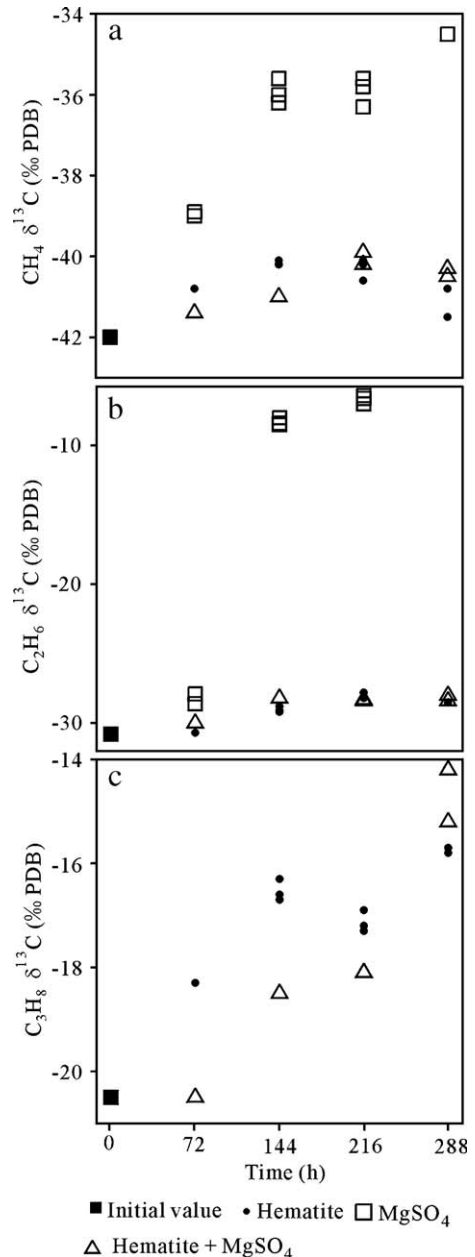 a
-34
-36
-38
-40
-42
CH₄ δ¹³C (‰ PDB)
b
-10
-20
-30
C₂H₆ δ¹³C (‰ PDB)
c
-14
-16
-18
-20
C₃H₈ δ¹³C (‰ PDB)
0 72 144 216 288
Time (h)
■ Initial value • Hematite □ MgSO₄
△ Hematite + MgSO₄